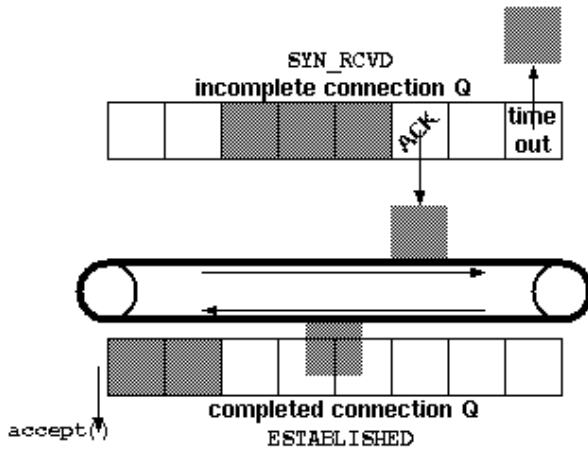 SYN_RCVD
incomplete connection Q
ACK
time
out
completed connection Q
accept()
ESTABLISHED